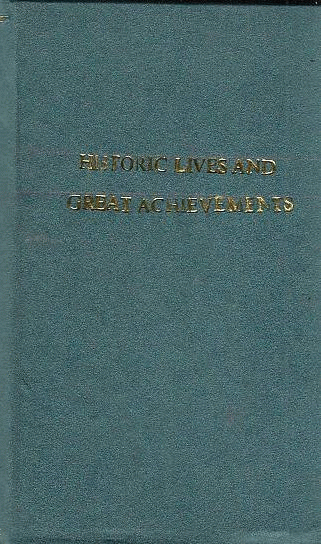 HISTORIC LIVES AND
GREAT ACHIEVEMENTS